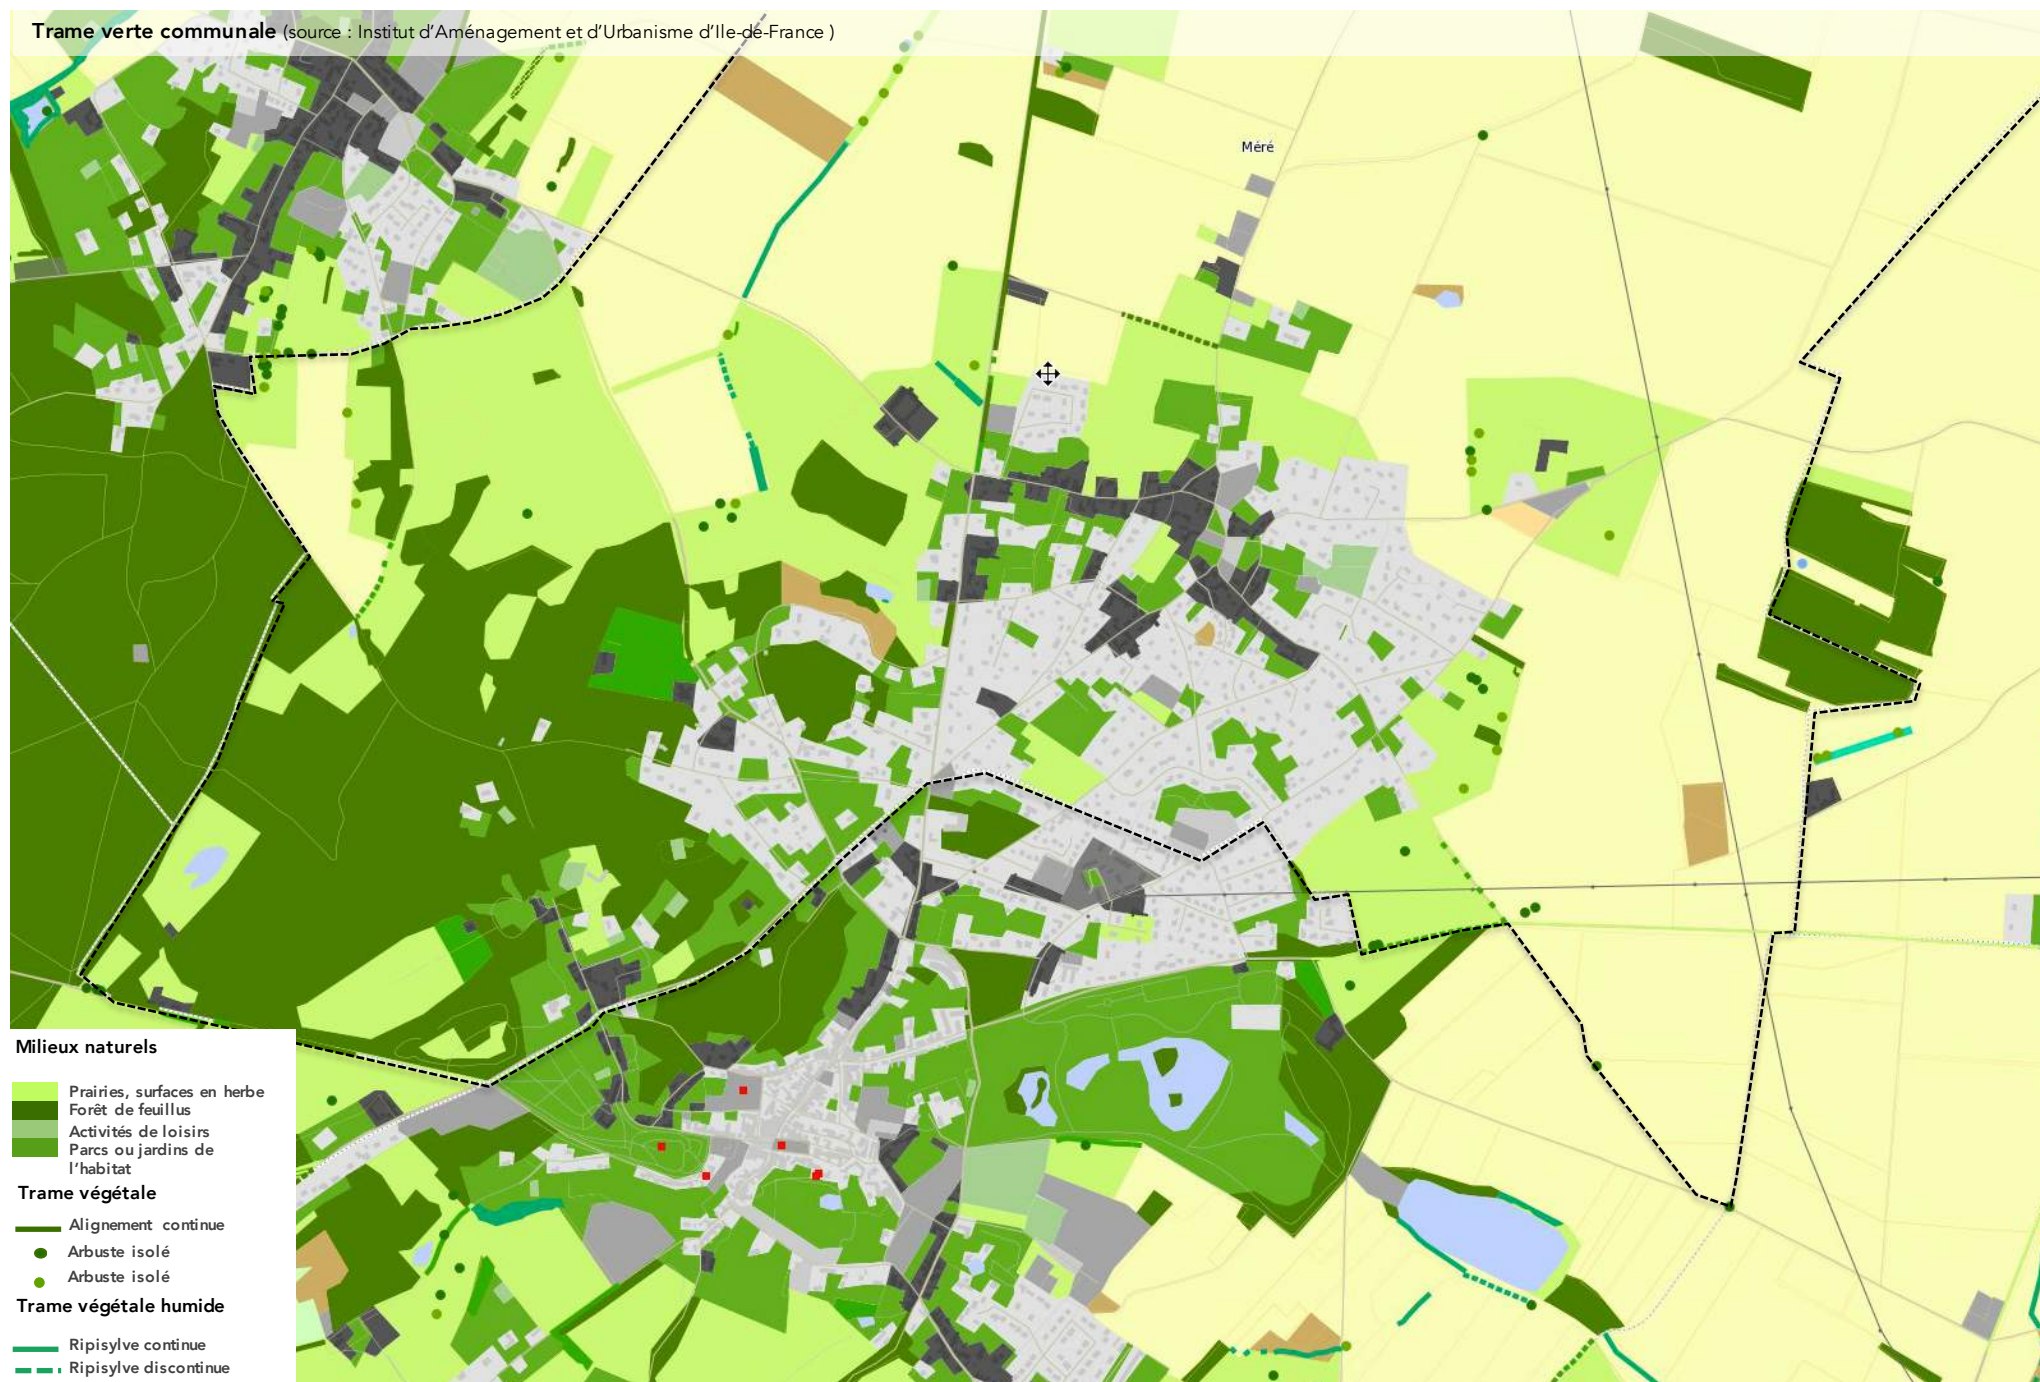 Trame verte communale (source : Institut d'Aménagement et d'Urbanisme d'Ile-de-France )
Méré
Milieux naturels
Prairies, surfaces en herbe
Forêt de feuillus
Activités de loisirs
Parcs ou jardins de
l'habitat
Trame végétale
Alignement continue
Arbuste isolé
Arbuste isolé
Trame végétale humide
Ripisylve continue
Ripisylve discontinue